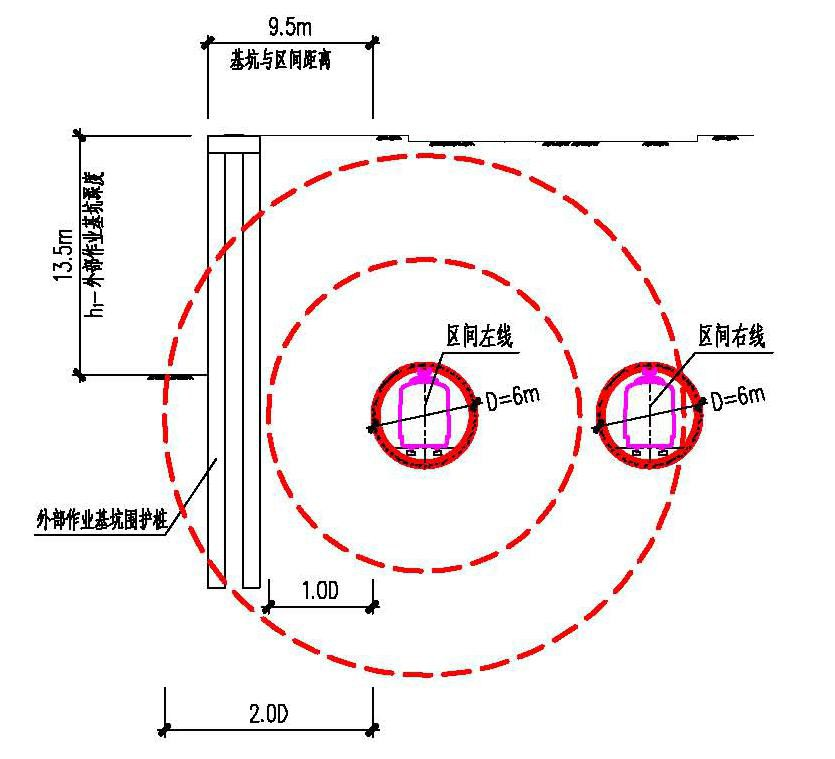 9.5m
基坑与区间距离
13.5m
h₁-外部作业基坑深度
区间左线
区间右线
D=6m
D=6m
外部作业基坑围护桩
1.0D
2.0D